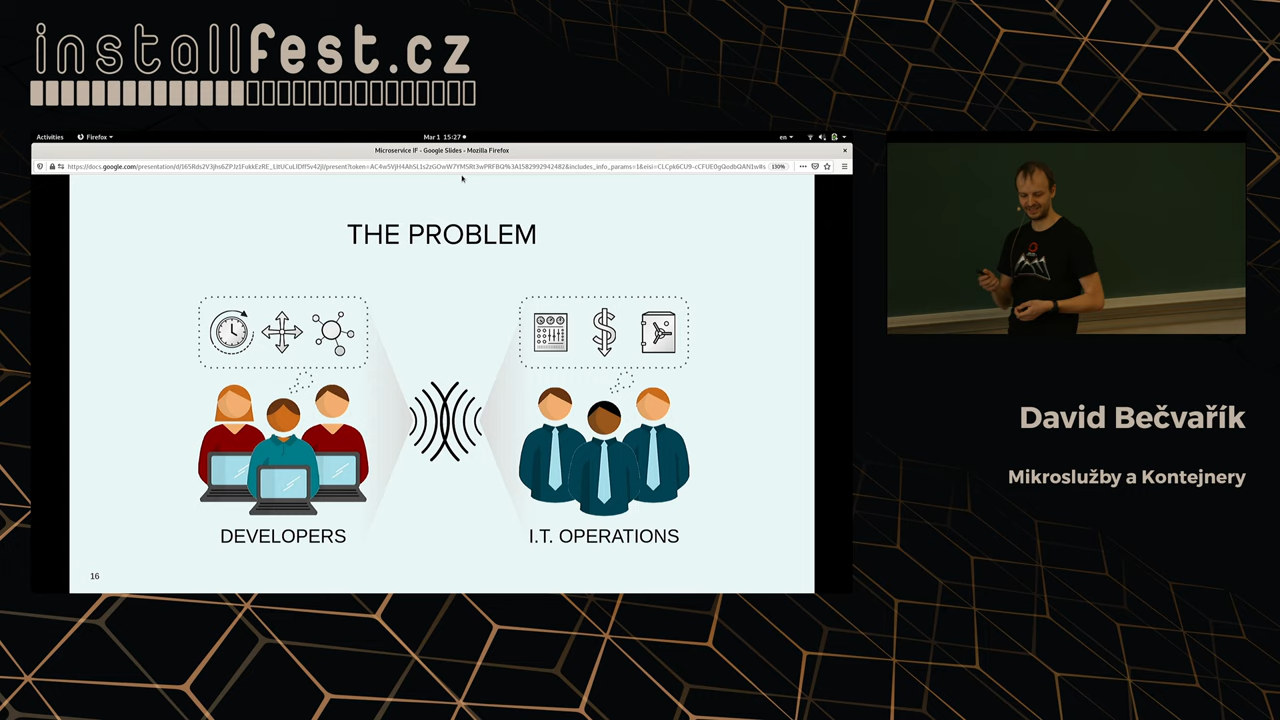 installfest.cz
Activities
Firefox
Mar 1 15:27
en
Microservice IF - Google Slides - Mozilla Firefox
130%
THE PROBLEM
DEVELOPERS
I.T. OPERATIONS
16
David Bečvařík
Mikroslužby a Kontejnery